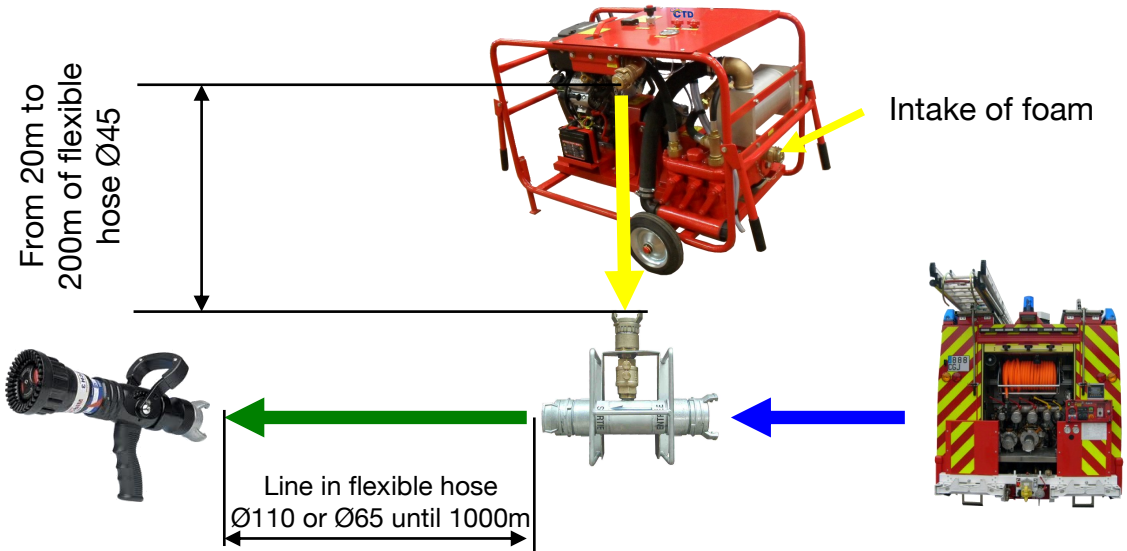 CTD
From 20m to
200m of flexible
hose Ø45
Intake of foam
Line in flexible hose
Ø110 or Ø65 until 1000m